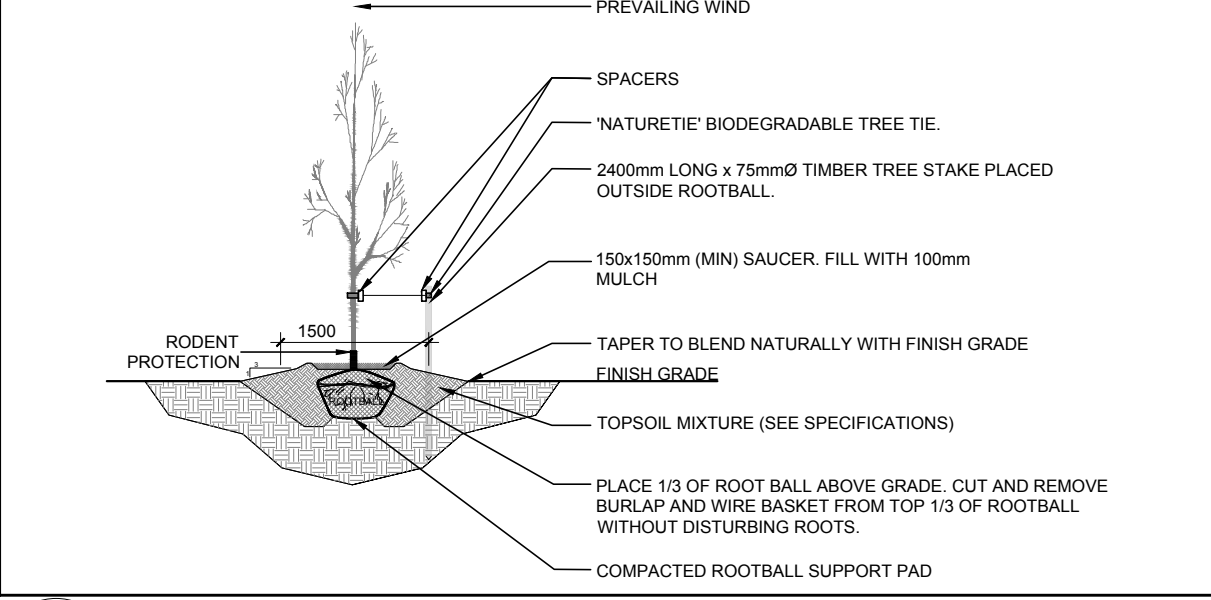 PREVAILING WIND
SPACERS
'NATURETIE' BIODEGRADABLE TREE TIE.
2400mm LONG x 75mmØ TIMBER TREE STAKE PLACED
OUTSIDE ROOTBALL.
150x150mm (MIN) SAUCER. FILL WITH 100mm
MULCH
1500
RODENT
PROTECTION
3
1
TAPER TO BLEND NATURALLY WITH FINISH GRADE
FINISH GRADE
ROOTBALL
TOPSOIL MIXTURE (SEE SPECIFICATIONS)
PLACE 1/3 OF ROOT BALL ABOVE GRADE. CUT AND REMOVE
BURLAP AND WIRE BASKET FROM TOP 1/3 OF ROOTBALL
WITHOUT DISTURBING ROOTS.
COMPACTED ROOTBALL SUPPORT PAD